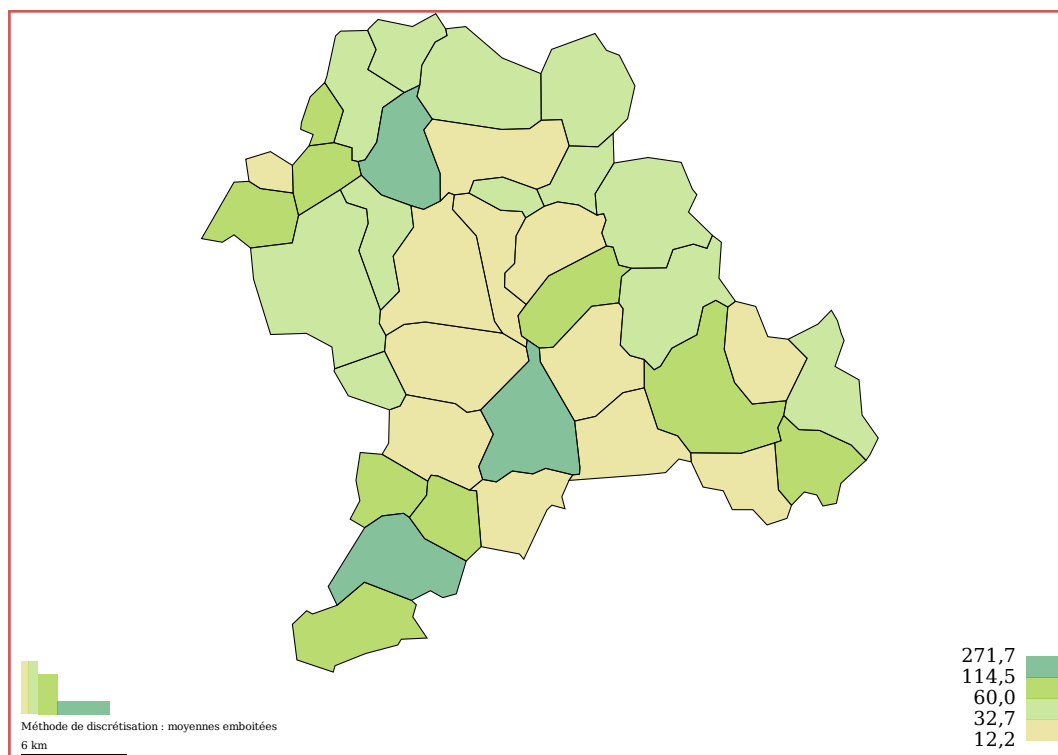 271,7
114,5
60,0
32,7
12,2
Méthode de discrétisation : moyennes emboitées
6 km